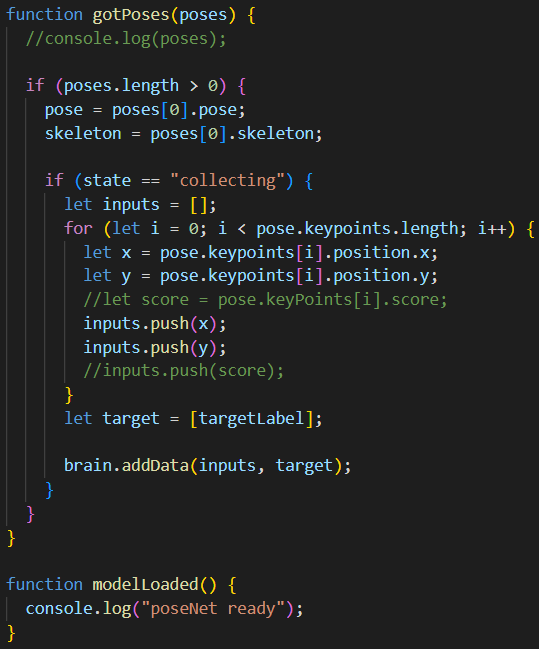 function gotPoses(poses) {
  //console.log(poses);

  if (poses.length > 0) {
    pose = poses[0].pose;
    skeleton = poses[0].skeleton;

    if (state == "collecting") {
      let inputs = [];
      for (let i = 0; i < pose.keypoints.length; i++) {
        let x = pose.keypoints[i].position.x;
        let y = pose.keypoints[i].position.y;
        //let score = pose.keyPoints[i].score;
        inputs.push(x);
        inputs.push(y);
        //inputs.push(score);
      }
      let target = [targetLabel];

      brain.addData(inputs, target);
    }
  }
}

function modelLoaded() {
  console.log("poseNet ready");
}